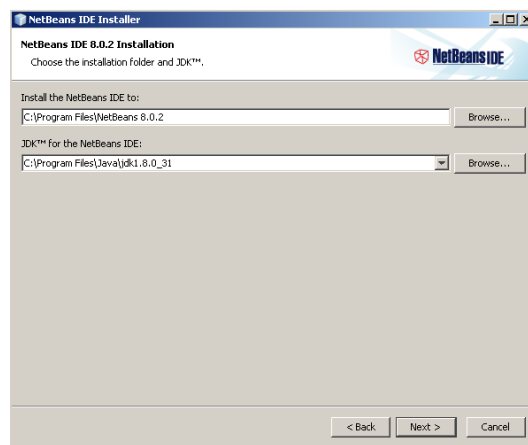 NetBeans IDE Installer
NetBeans IDE 8.0.2 Installation
Choose the installation folder and JDK™.
NetBeans IDE
Install the NetBeans IDE to:
C:\Program Files\NetBeans 8.0.2
Browse...
JDK™ for the NetBeans IDE:
C:\Program Files\Java\jdk1.8.0_31
Browse...
< Back
Next >
Cancel